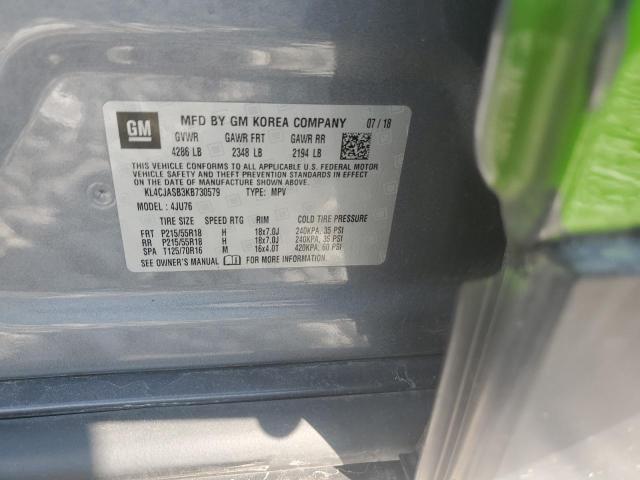 GM
MFD BY GM KOREA COMPANY 07/18
GVWR GAWR FRT GAWR RR
4286 LB 2348 LB 2194 LB
THIS VEHICLE CONFORMS TO ALL APPLICABLE U.S. FEDERAL MOTOR
VEHICLE SAFETY AND THEFT PREVENTION STANDARDS IN EFFECT
ON THE DATE OF MANUFACTURE SHOWN ABOVE.
KL4CJASB3KB730579 TYPE: MPV
MODEL: 4JU76
TIRE SIZE SPEED RTG RIM COLD TIRE PRESSURE
FRT P215/55R18 H 18x7.0J 240KPA, 35 PSI
RR P215/55R18 H 18x7.0J 240KPA, 35 PSI
SPA T125/70R16 M 16x4.0T 420KPA, 60 PSI
SEE OWNER'S MANUAL FOR MORE INFORMATION.